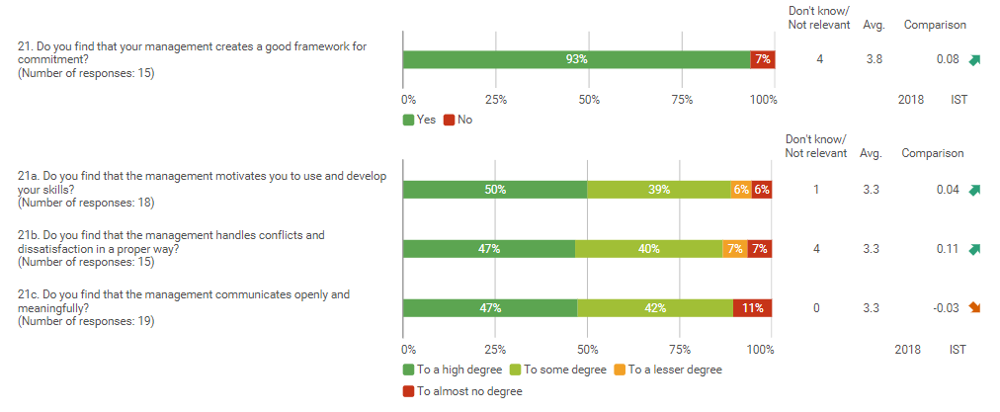 Don't know/
Not relevant Avg. Comparison
21. Do you find that your management creates a good framework for
commitment?
(Number of responses: 15)
93% 7% 4 3.8 0.08
0% 25% 50% 75% 100% 2018 IST
Yes No
Don't know/
Not relevant Avg. Comparison
21a. Do you find that the management motivates you to use and develop
your skills?
(Number of responses: 18)
50% 39% 6% 6% 1 3.3 0.04
21b. Do you find that the management handles conflicts and
dissatisfaction in a proper way?
(Number of responses: 15)
47% 40% 7% 7% 4 3.3 0.11
21c. Do you find that the management communicates openly and
meaningfully?
(Number of responses: 19)
47% 42% 11% 0 3.3 -0.03
0% 25% 50% 75% 100% 2018 IST
To a high degree To some degree To a lesser degree
To almost no degree